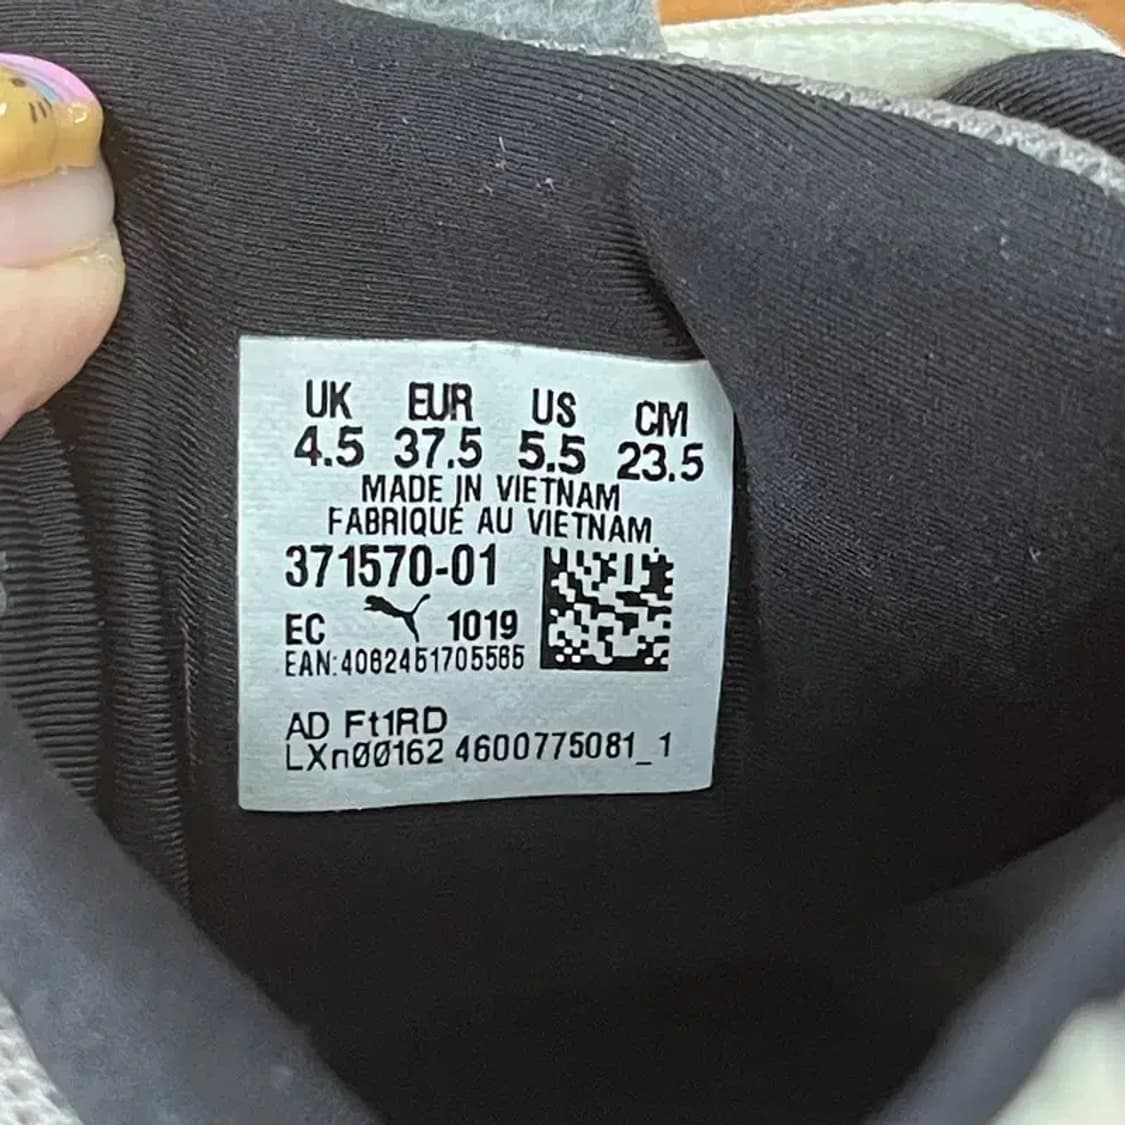 UK EUR US CM
4.5 37.5 5.5 23.5
MADE IN VIETNAM
FABRIQUÉ AU VIETNAM
371570-01
EC 1019
EAN:4062451705565
AD Ft1RD
LXn00162 4600775081_1